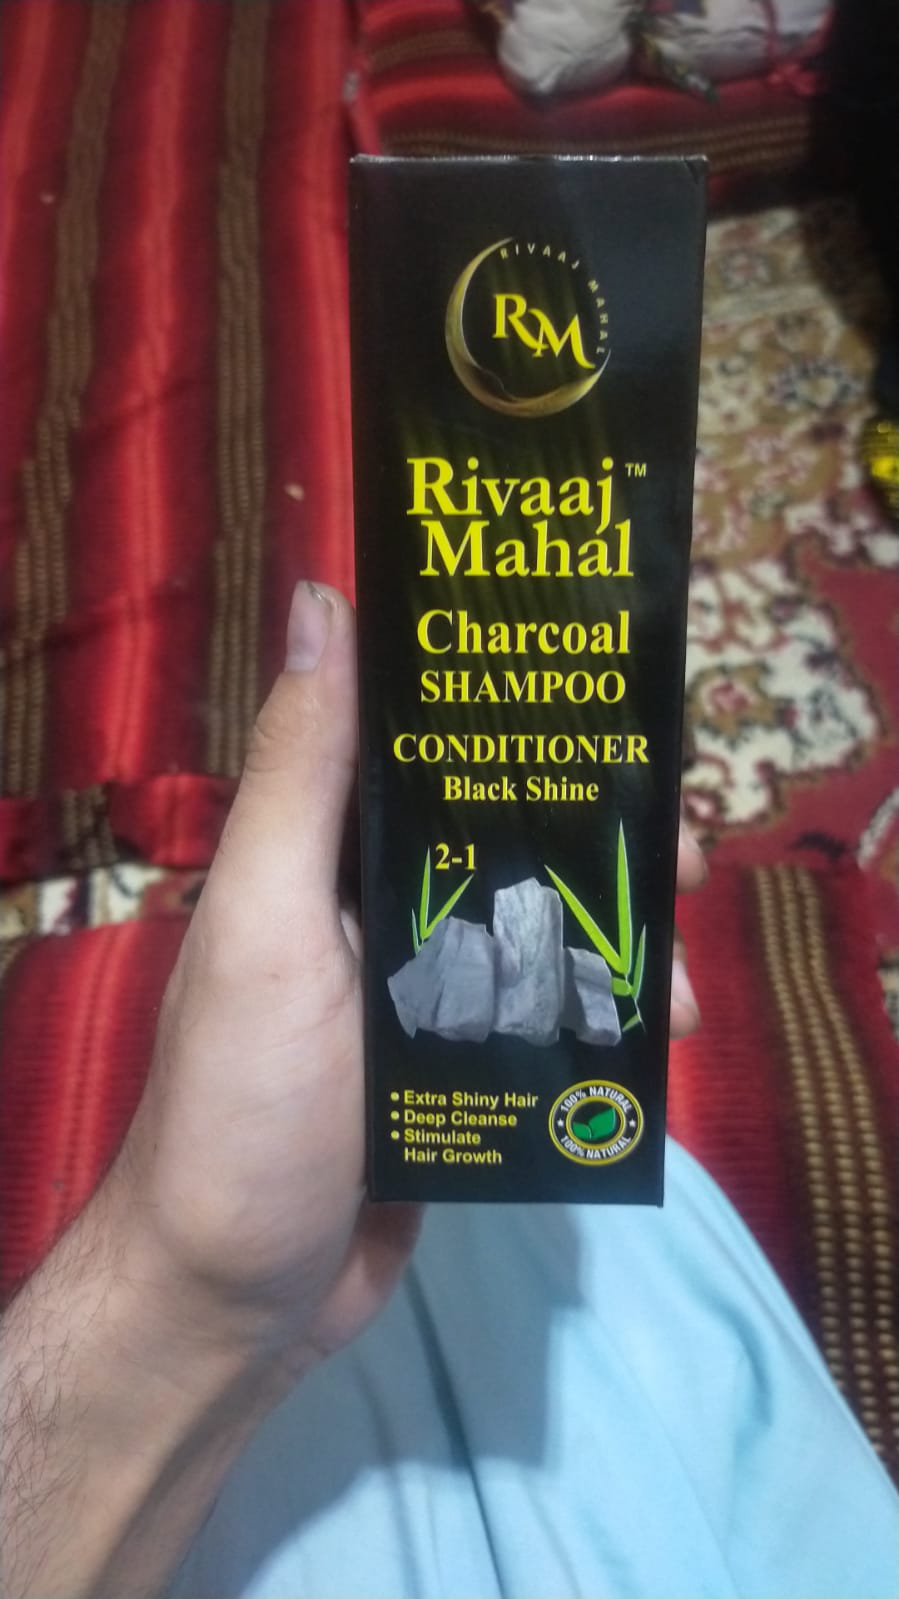 RIVAAJ MAHAL
RM
Rivaaj™
Mahal
Charcoal
SHAMPOO
CONDITIONER
Black Shine
2-1
• Extra Shiny Hair
• Deep Cleanse
• Stimulate
Hair Growth
100% NATURAL
100% NATURAL